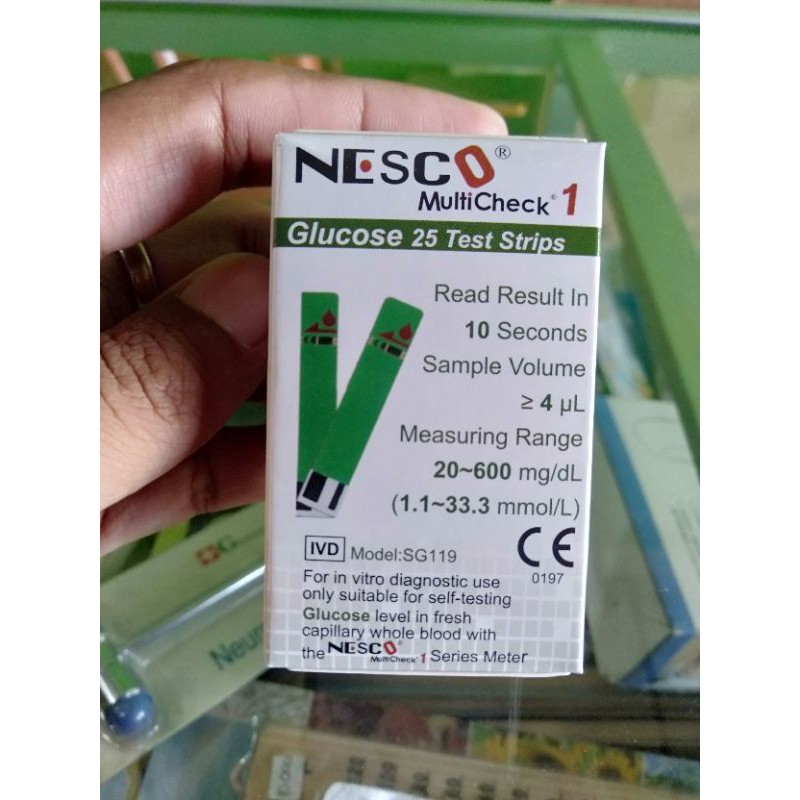 NESCO®
MultiCheck® 1
Glucose 25 Test Strips
Read Result In
10 Seconds
Sample Volume
≥ 4 µL
Measuring Range
20~600 mg/dL
(1.1~33.3 mmol/L)
IVD Model:SG119
CE
0197
For in vitro diagnostic use
only suitable for self-testing
Glucose level in fresh
capillary whole blood with
the NESCO® MultiCheck® 1 Series Meter
G
Neu